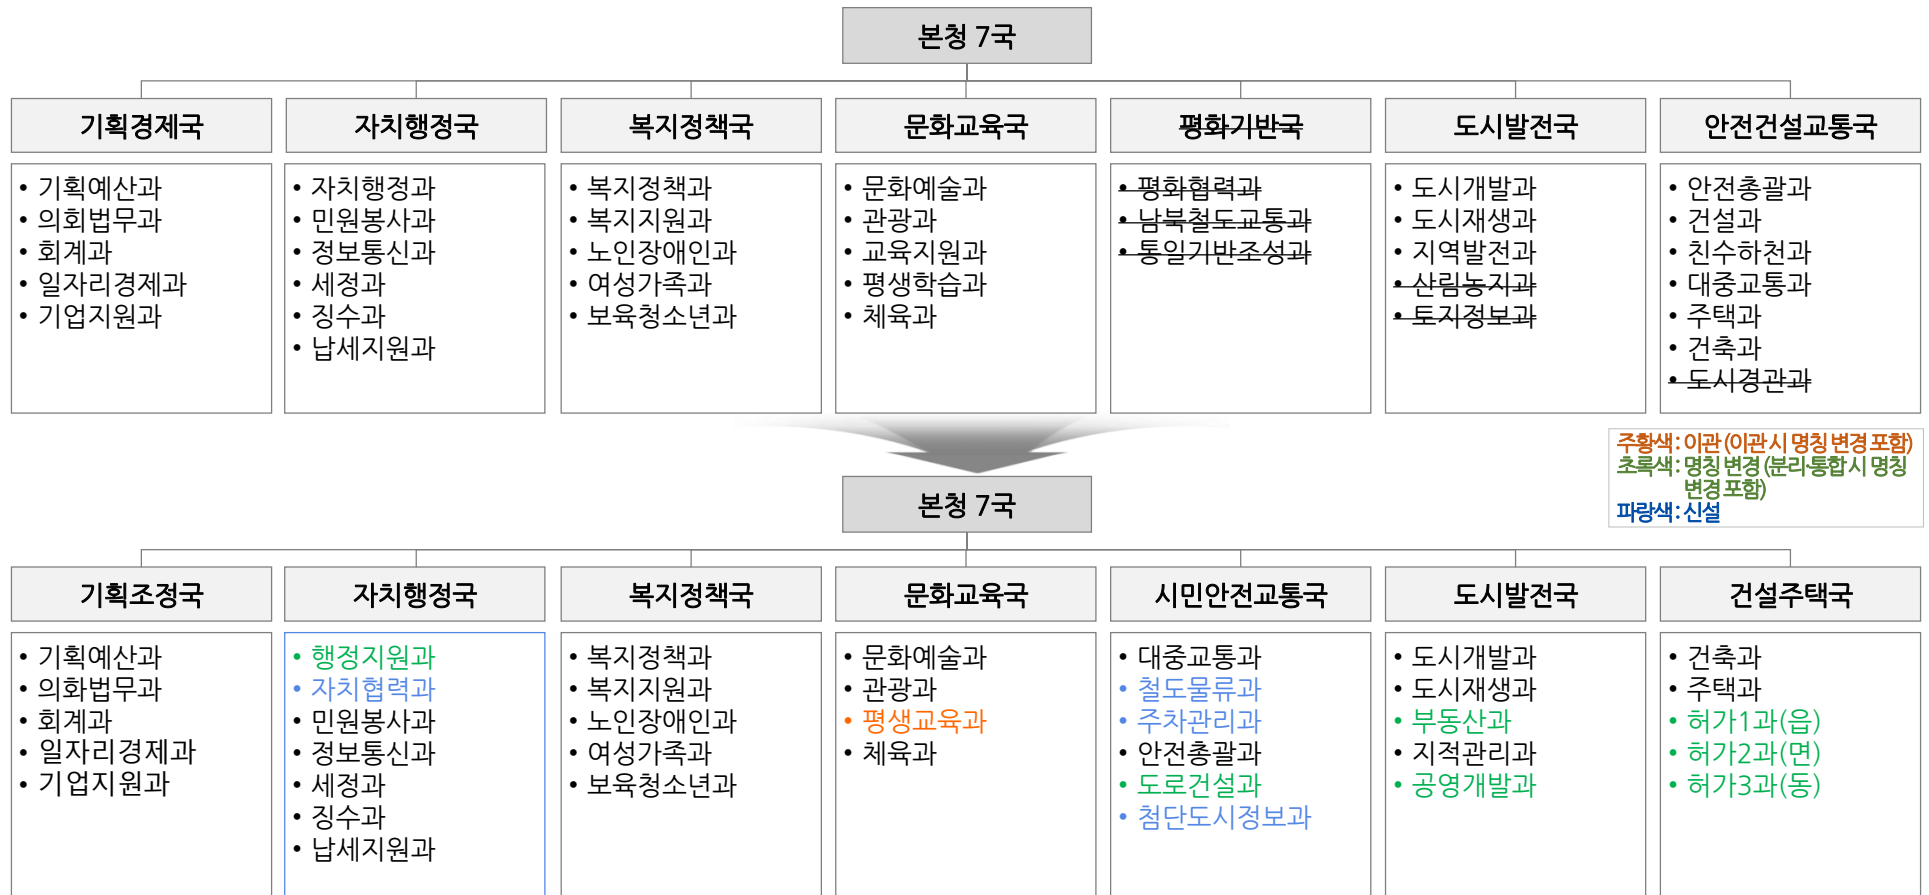 본청 7국
기획경제국
자치행정국
복지정책국
문화교육국
평화기반국
도시발전국
안전건설교통국
• 기획예산과
• 의회법무과
• 회계과
• 일자리경제과
• 기업지원과
• 자치행정과
• 민원봉사과
• 정보통신과
• 세정과
• 징수과
• 납세지원과
• 복지정책과
• 복지지원과
• 노인장애인과
• 여성가족과
• 보육청소년과
• 문화예술과
• 관광과
• 교육지원과
• 평생학습과
• 체육과
• 평화협력과
• 남북철도교통과
• 통일기반조성과
• 도시개발과
• 도시재생과
• 지역발전과
• 산림농지과
• 토지정보과
• 안전총괄과
• 건설과
• 친수하천과
• 대중교통과
• 주택과
• 건축과
• 도시경관과
주황색 : 이관 (이관 시 명칭 변경 포함)
초록색 : 명칭 변경 (분리·통합 시 명칭
변경 포함)
파랑색 : 신설
본청 7국
기획조정국
자치행정국
복지정책국
문화교육국
시민안전교통국
도시발전국
건설주택국
• 기획예산과
• 의화법무과
• 회계과
• 일자리경제과
• 기업지원과
• 행정지원과
• 자치협력과
• 민원봉사과
• 정보통신과
• 세정과
• 징수과
• 납세지원과
• 복지정책과
• 복지지원과
• 노인장애인과
• 여성가족과
• 보육청소년과
• 문화예술과
• 관광과
• 평생교육과
• 체육과
• 대중교통과
• 철도물류과
• 주차관리과
• 안전총괄과
• 도로건설과
• 첨단도시정보과
• 도시개발과
• 도시재생과
• 부동산과
• 지적관리과
• 공영개발과
• 건축과
• 주택과
• 허가1과(읍)
• 허가2과(면)
• 허가3과(동)